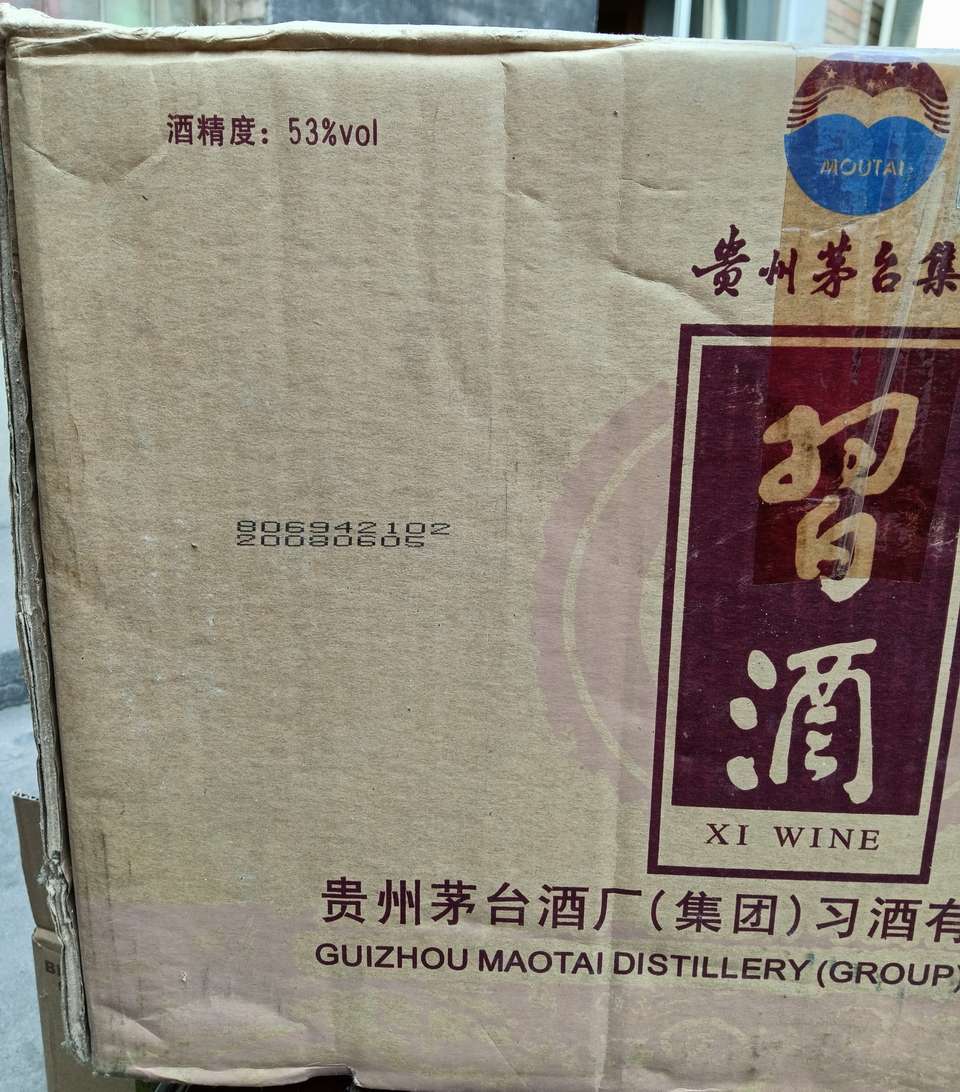 酒精度：53%vol
MOUTAI
贵州茅台集
806942102
20080605
習
酒
XI WINE
贵州茅台酒厂(集团)习酒有
GUIZHOU MAOTAI DISTILLERY (GROUP)